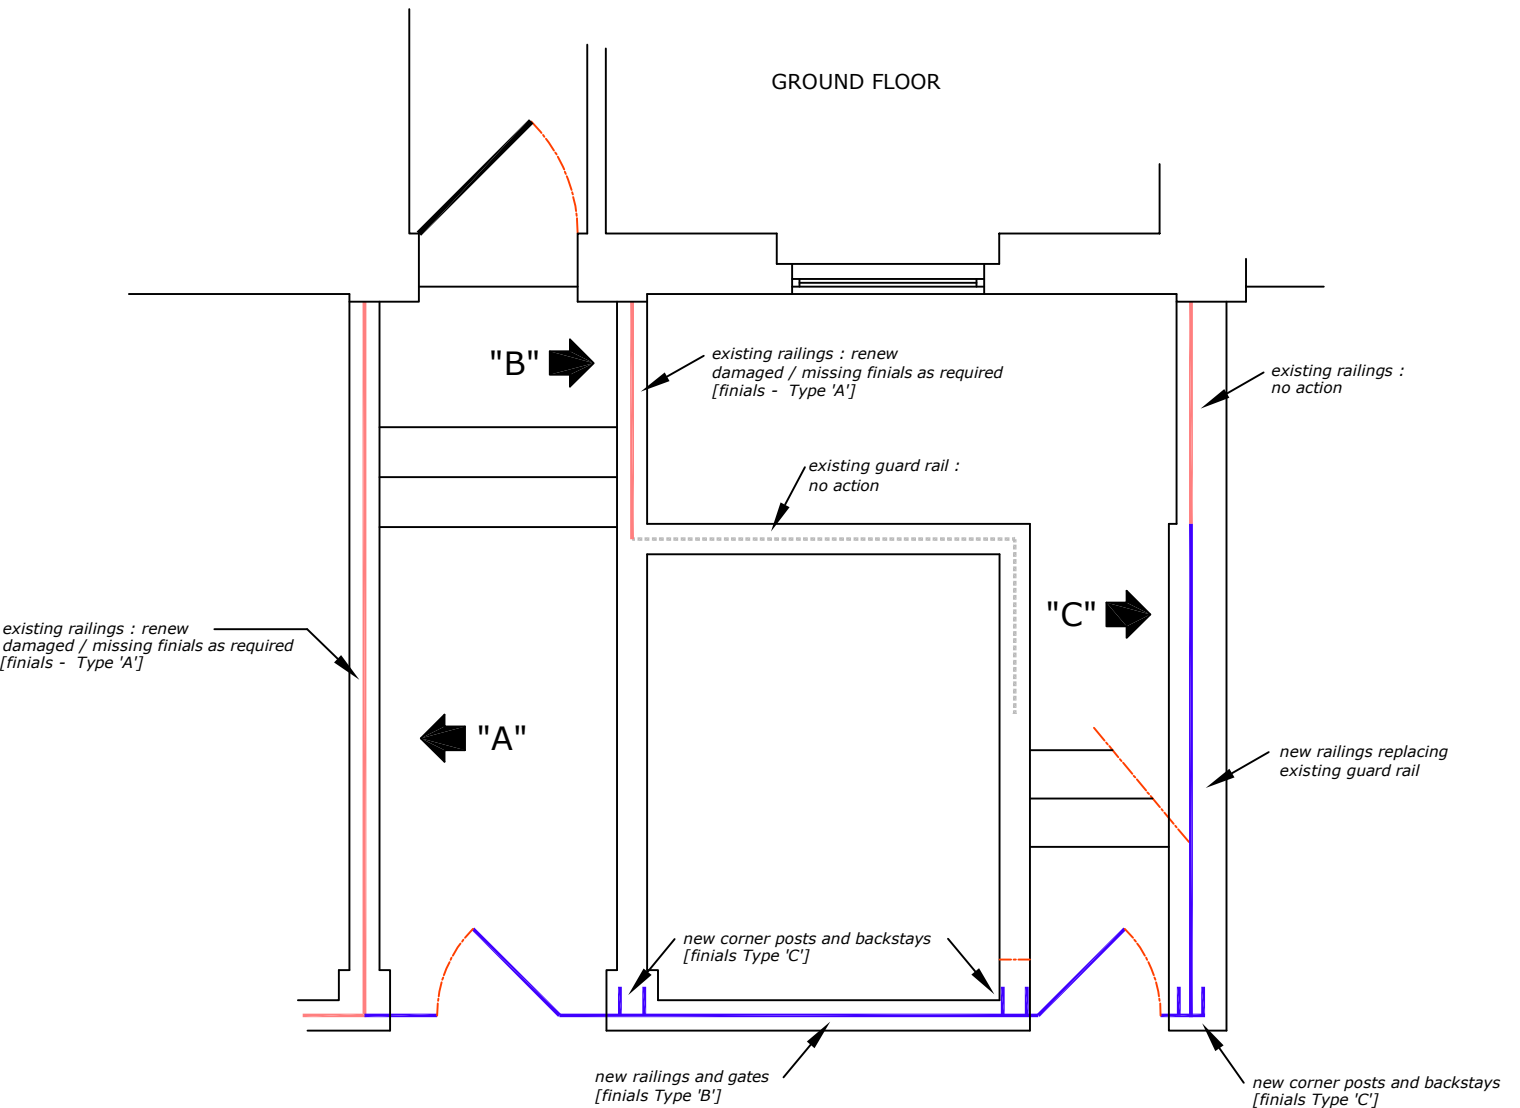 GROUND FLOOR
"B"
existing railings : renew
damaged / missing finials as required
[finials - Type 'A']
existing railings :
no action
existing guard rail :
no action
"C"
existing railings : renew
damaged / missing finials as required
[finials - Type 'A']
"A"
new railings replacing
existing guard rail
new corner posts and backstays
[finials Type 'C']
new railings and gates
[finials Type 'B']
new corner posts and backstays
[finials Type 'C']